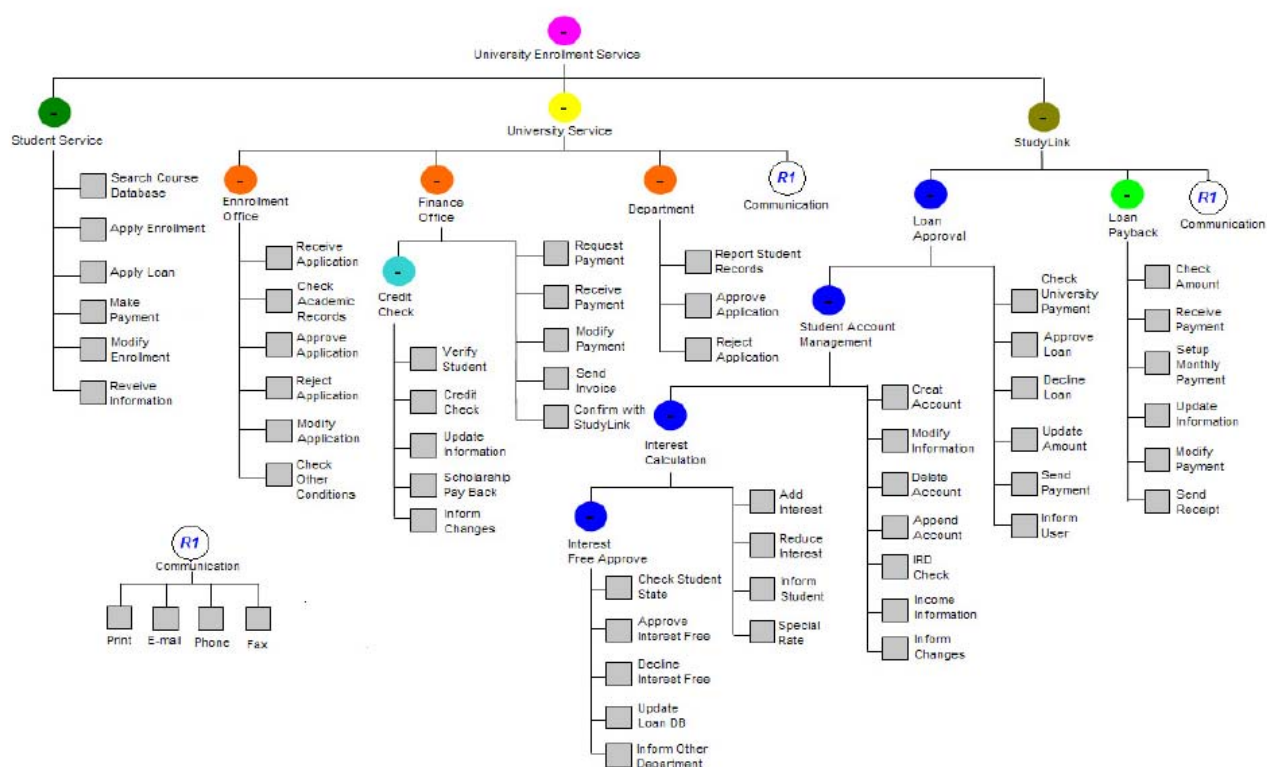 University Enrollment Service
Student Service
University Service
StudyLink
Search Course
Database
Apply Enrollment
Apply Loan
Make
Payment
Modify
Enrollment
Reveive
Information
Ennrollment
Office
Receive
Application
Check
Academic
Records
Approve
Application
Reject
Application
Modify
Application
Check
Other
Conditions
Finance
Office
Credit
Check
Verify
Student
Credit
Check
Update
Information
Scholarship
Pay Back
Inform
Changes
Request
Payment
Receive
Payment
Modify
Payment
Send
Invoice
Confirm with
StudyLink
Department
Report Student
Records
Approve
Application
Reject
Application
R1
Communication
Loan
Approval
Student Account
Management
Interest
Calculation
Interest
Free Approve
Check Student
State
Approve
Interest Free
Decline
Interest Free
Update
Loan DB
Inform Other
Department
Add
Interest
Reduce
Interest
Inform
Student
Special
Rate
Creat
Account
Modify
Information
Delete
Account
Append
Account
IRD
Check
Income
Information
Inform
Changes
Check
University
Payment
Approve
Loan
Decline
Loan
Update
Amount
Send
Payment
Inform
User
Loan
Payback
Check
Amount
Receive
Payment
Setup
Monthly
Payment
Update
Information
Modify
Payment
Send
Receipt
R1
Communication
R1
Communication
Print
E-mail
Phone
Fax